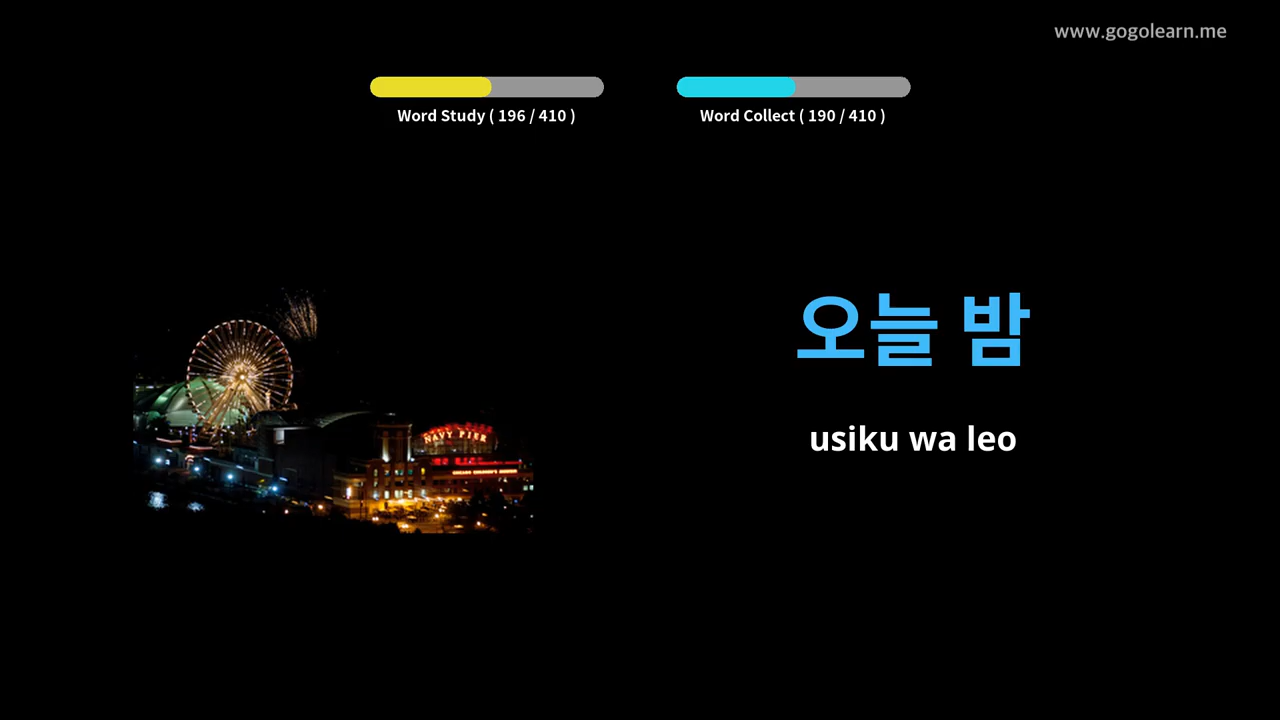 www.gogolearn.me
Word Study ( 196 / 410 )
Word Collect ( 190 / 410 )
오늘 밤
usiku wa leo
NAVY PIER